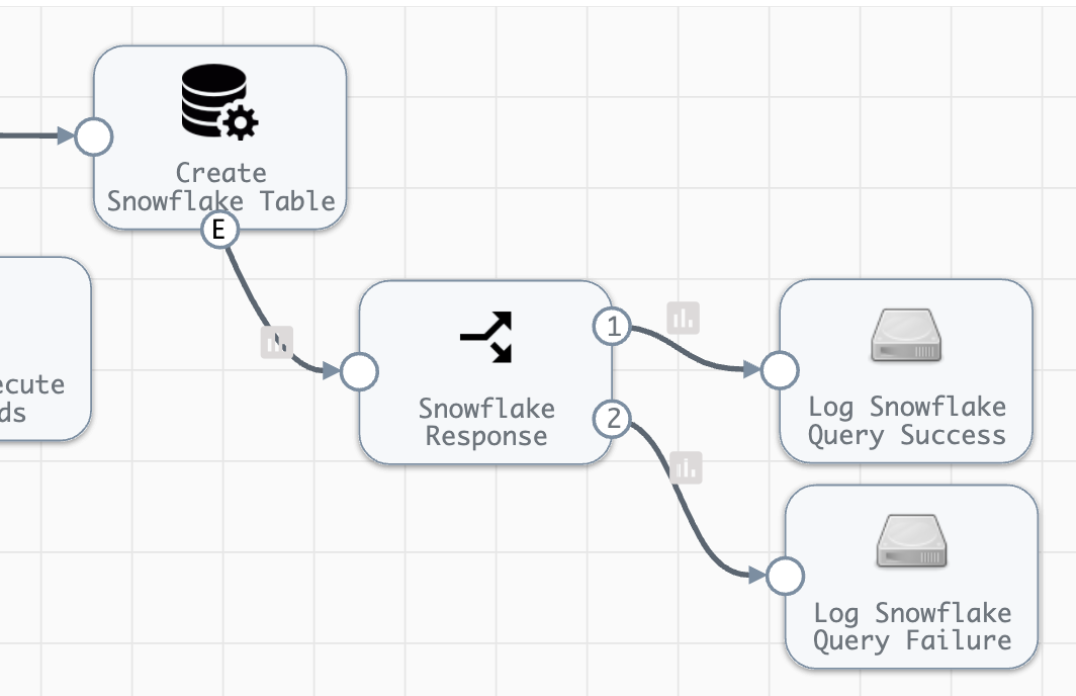 Create
Snowflake Table
E
ecute
ds
Snowflake
Response
1
2
Log Snowflake
Query Success
Log Snowflake
Query Failure